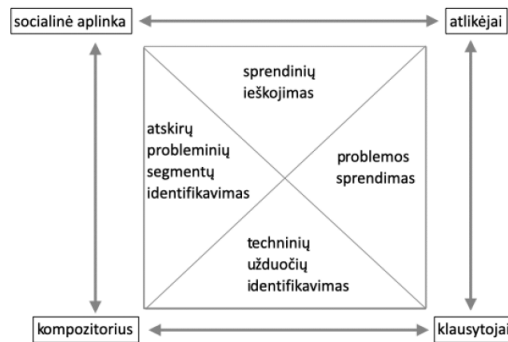 socialinė aplinka
atlikėjai
sprendinių
ieškojimas
atskirų
probleminių
segmentų
identifikavimas
problemos
sprendimas
techninių
užduočių
identifikavimas
kompozitorius
klausytojai